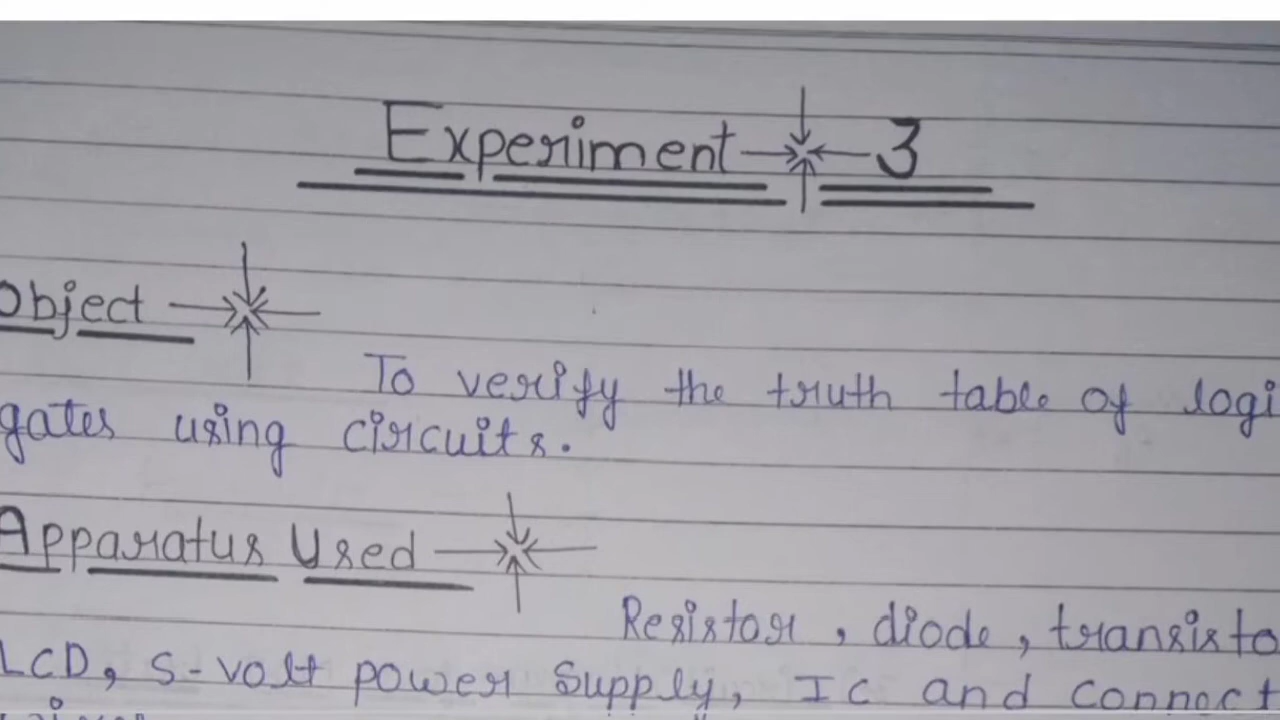 Experiment 3
Object
To verify the truth table of logi
gates using circuits.
Apparatus Used
Resistor, diode, transisto
LCD, 5-volt power supply, IC and connect